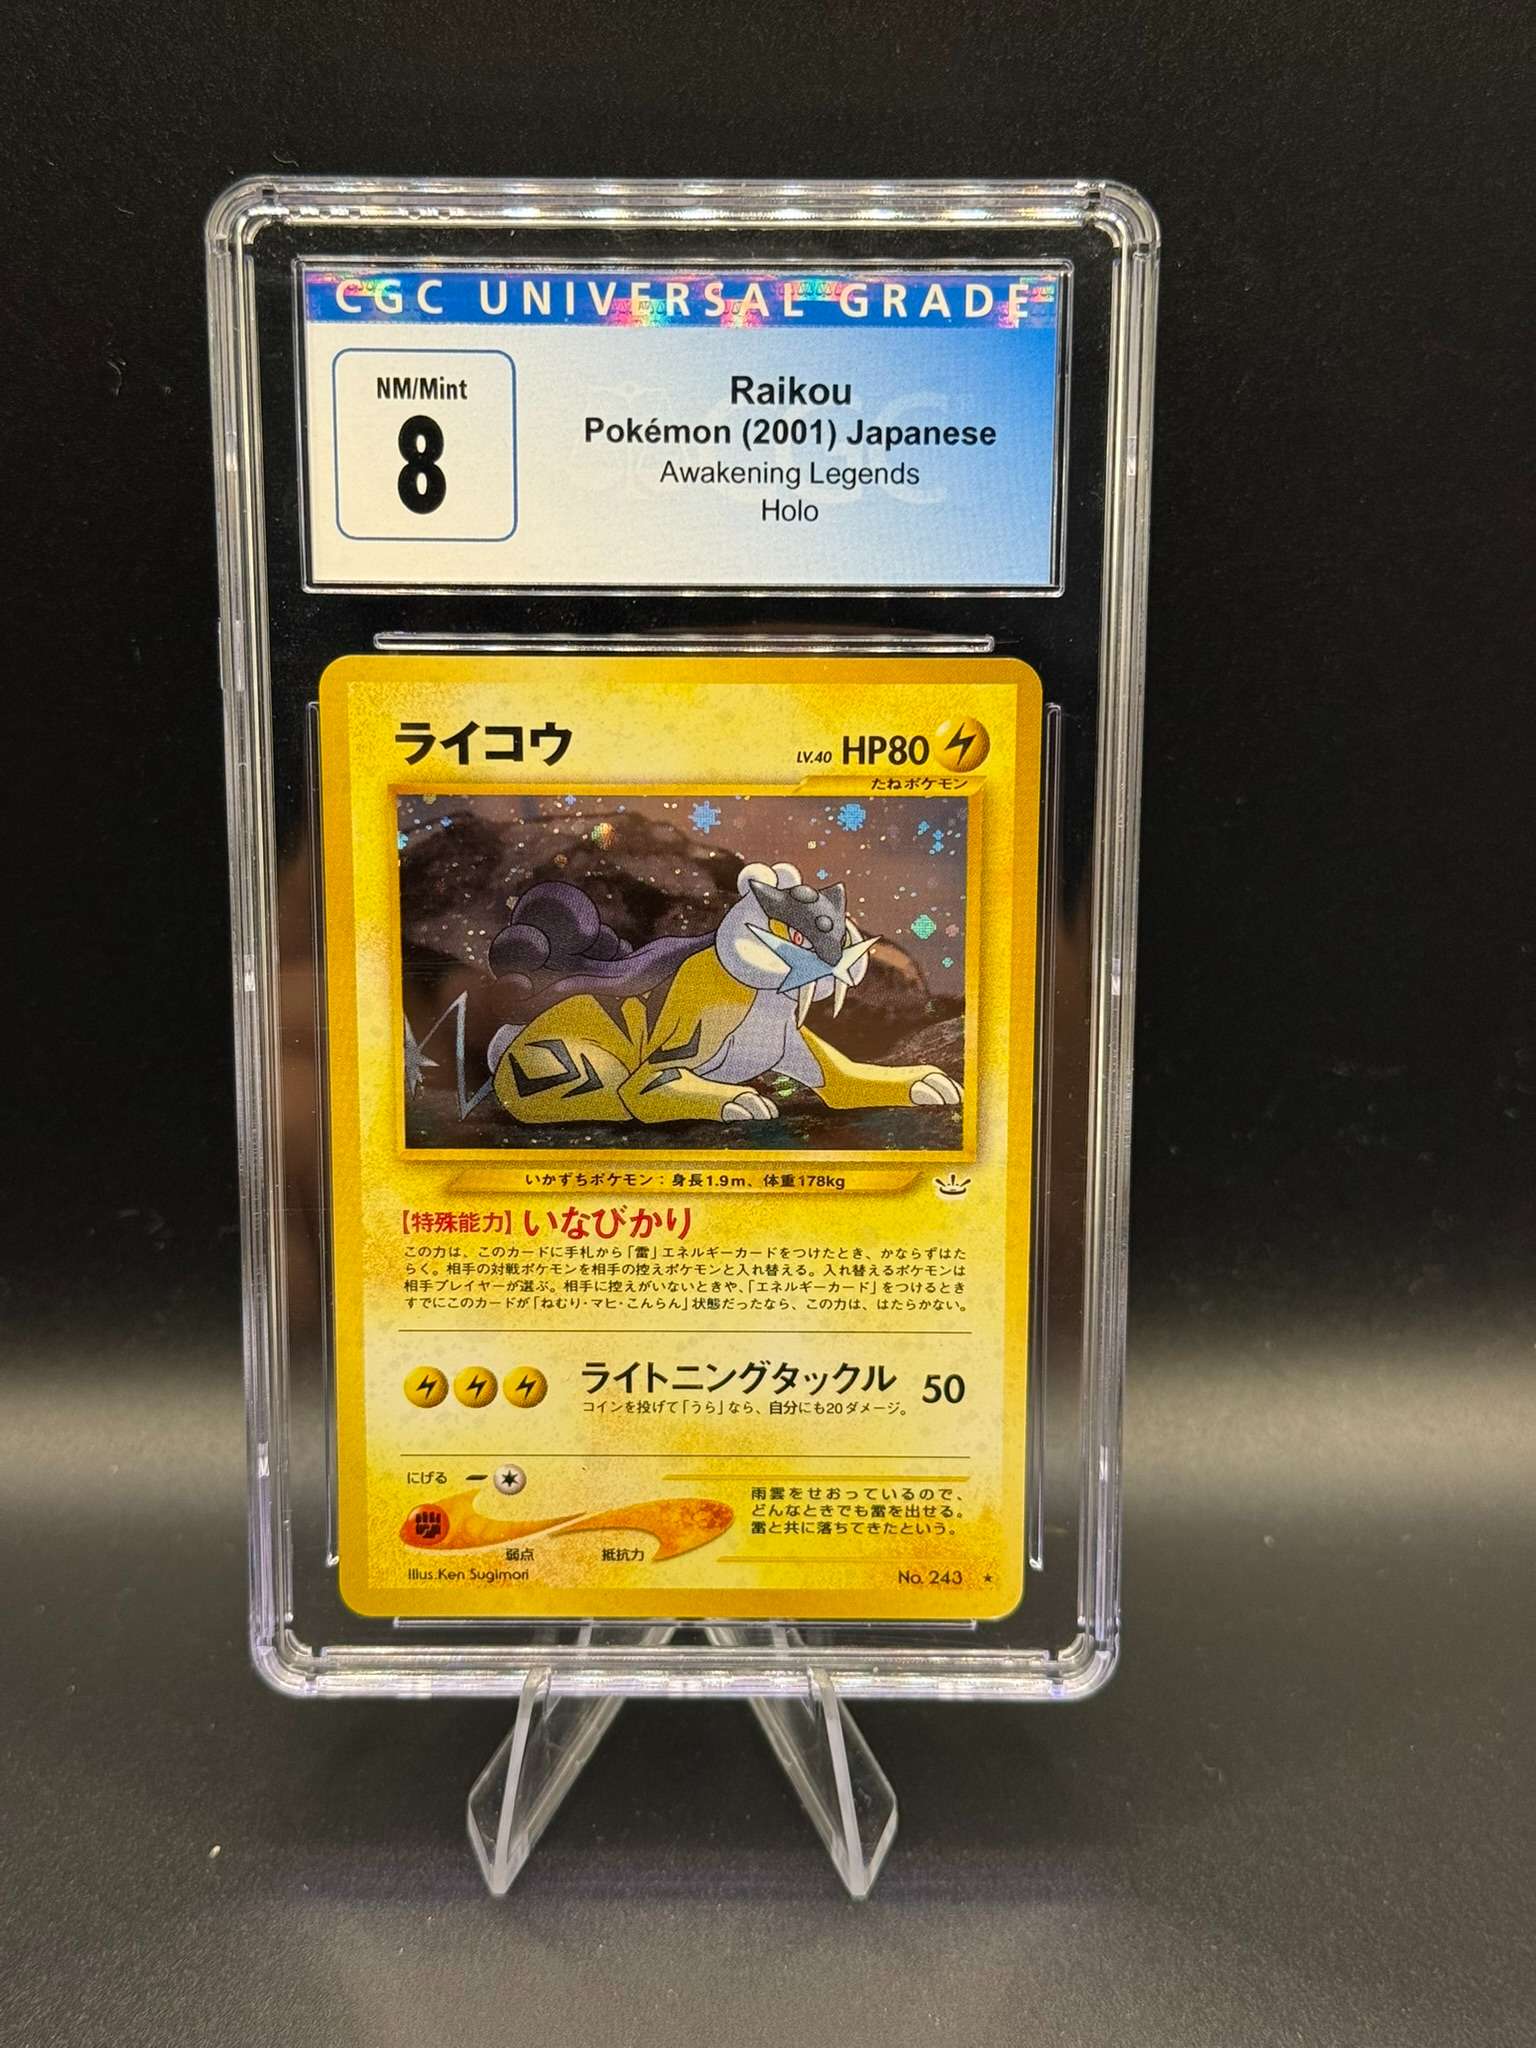 CGC UNIVERSAL GRADE
NM/Mint
8
Raikou
Pokémon (2001) Japanese
Awakening Legends
Holo
ライコウ
LV.40 HP80
たねポケモン
いかずちポケモン：身長1.9m、体重178kg
【特殊能力】いなびかり
この力は、このカードに手札から「雷」エネルギーカードをつけたとき、かならずはた
らく。相手の対戦ポケモンを相手の控えポケモンと入れ替える。入れ替えるポケモンは
相手プレイヤーが選ぶ。相手に控えがいないときや、「エネルギーカード」をつけるとき
すでにこのカードが「ねむり・マヒ・こんらん」状態だったなら、この力は、はたらかない。
ライトニングタックル 50
コインを投げて「うら」なら、自分にも20ダメージ。
にげる
雨雲をせおっているので、
どんなときでも雷を出せる。
雷と共に落ちてきたという。
弱点 抵抗力
Illus. Ken Sugimori
No. 243 ★